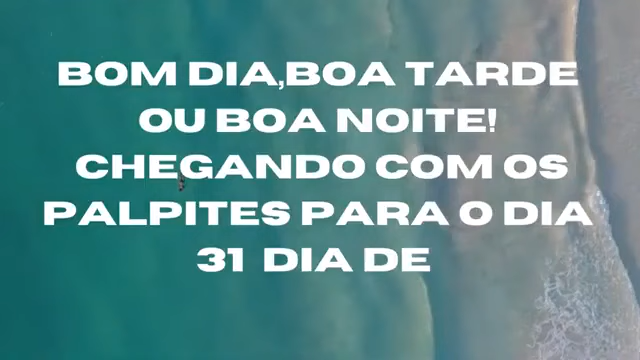 BOM DIA,BOA TARDE
OU BOA NOITE!
CHEGANDO COM OS
PALPITES PARA O DIA
31 DIA DE